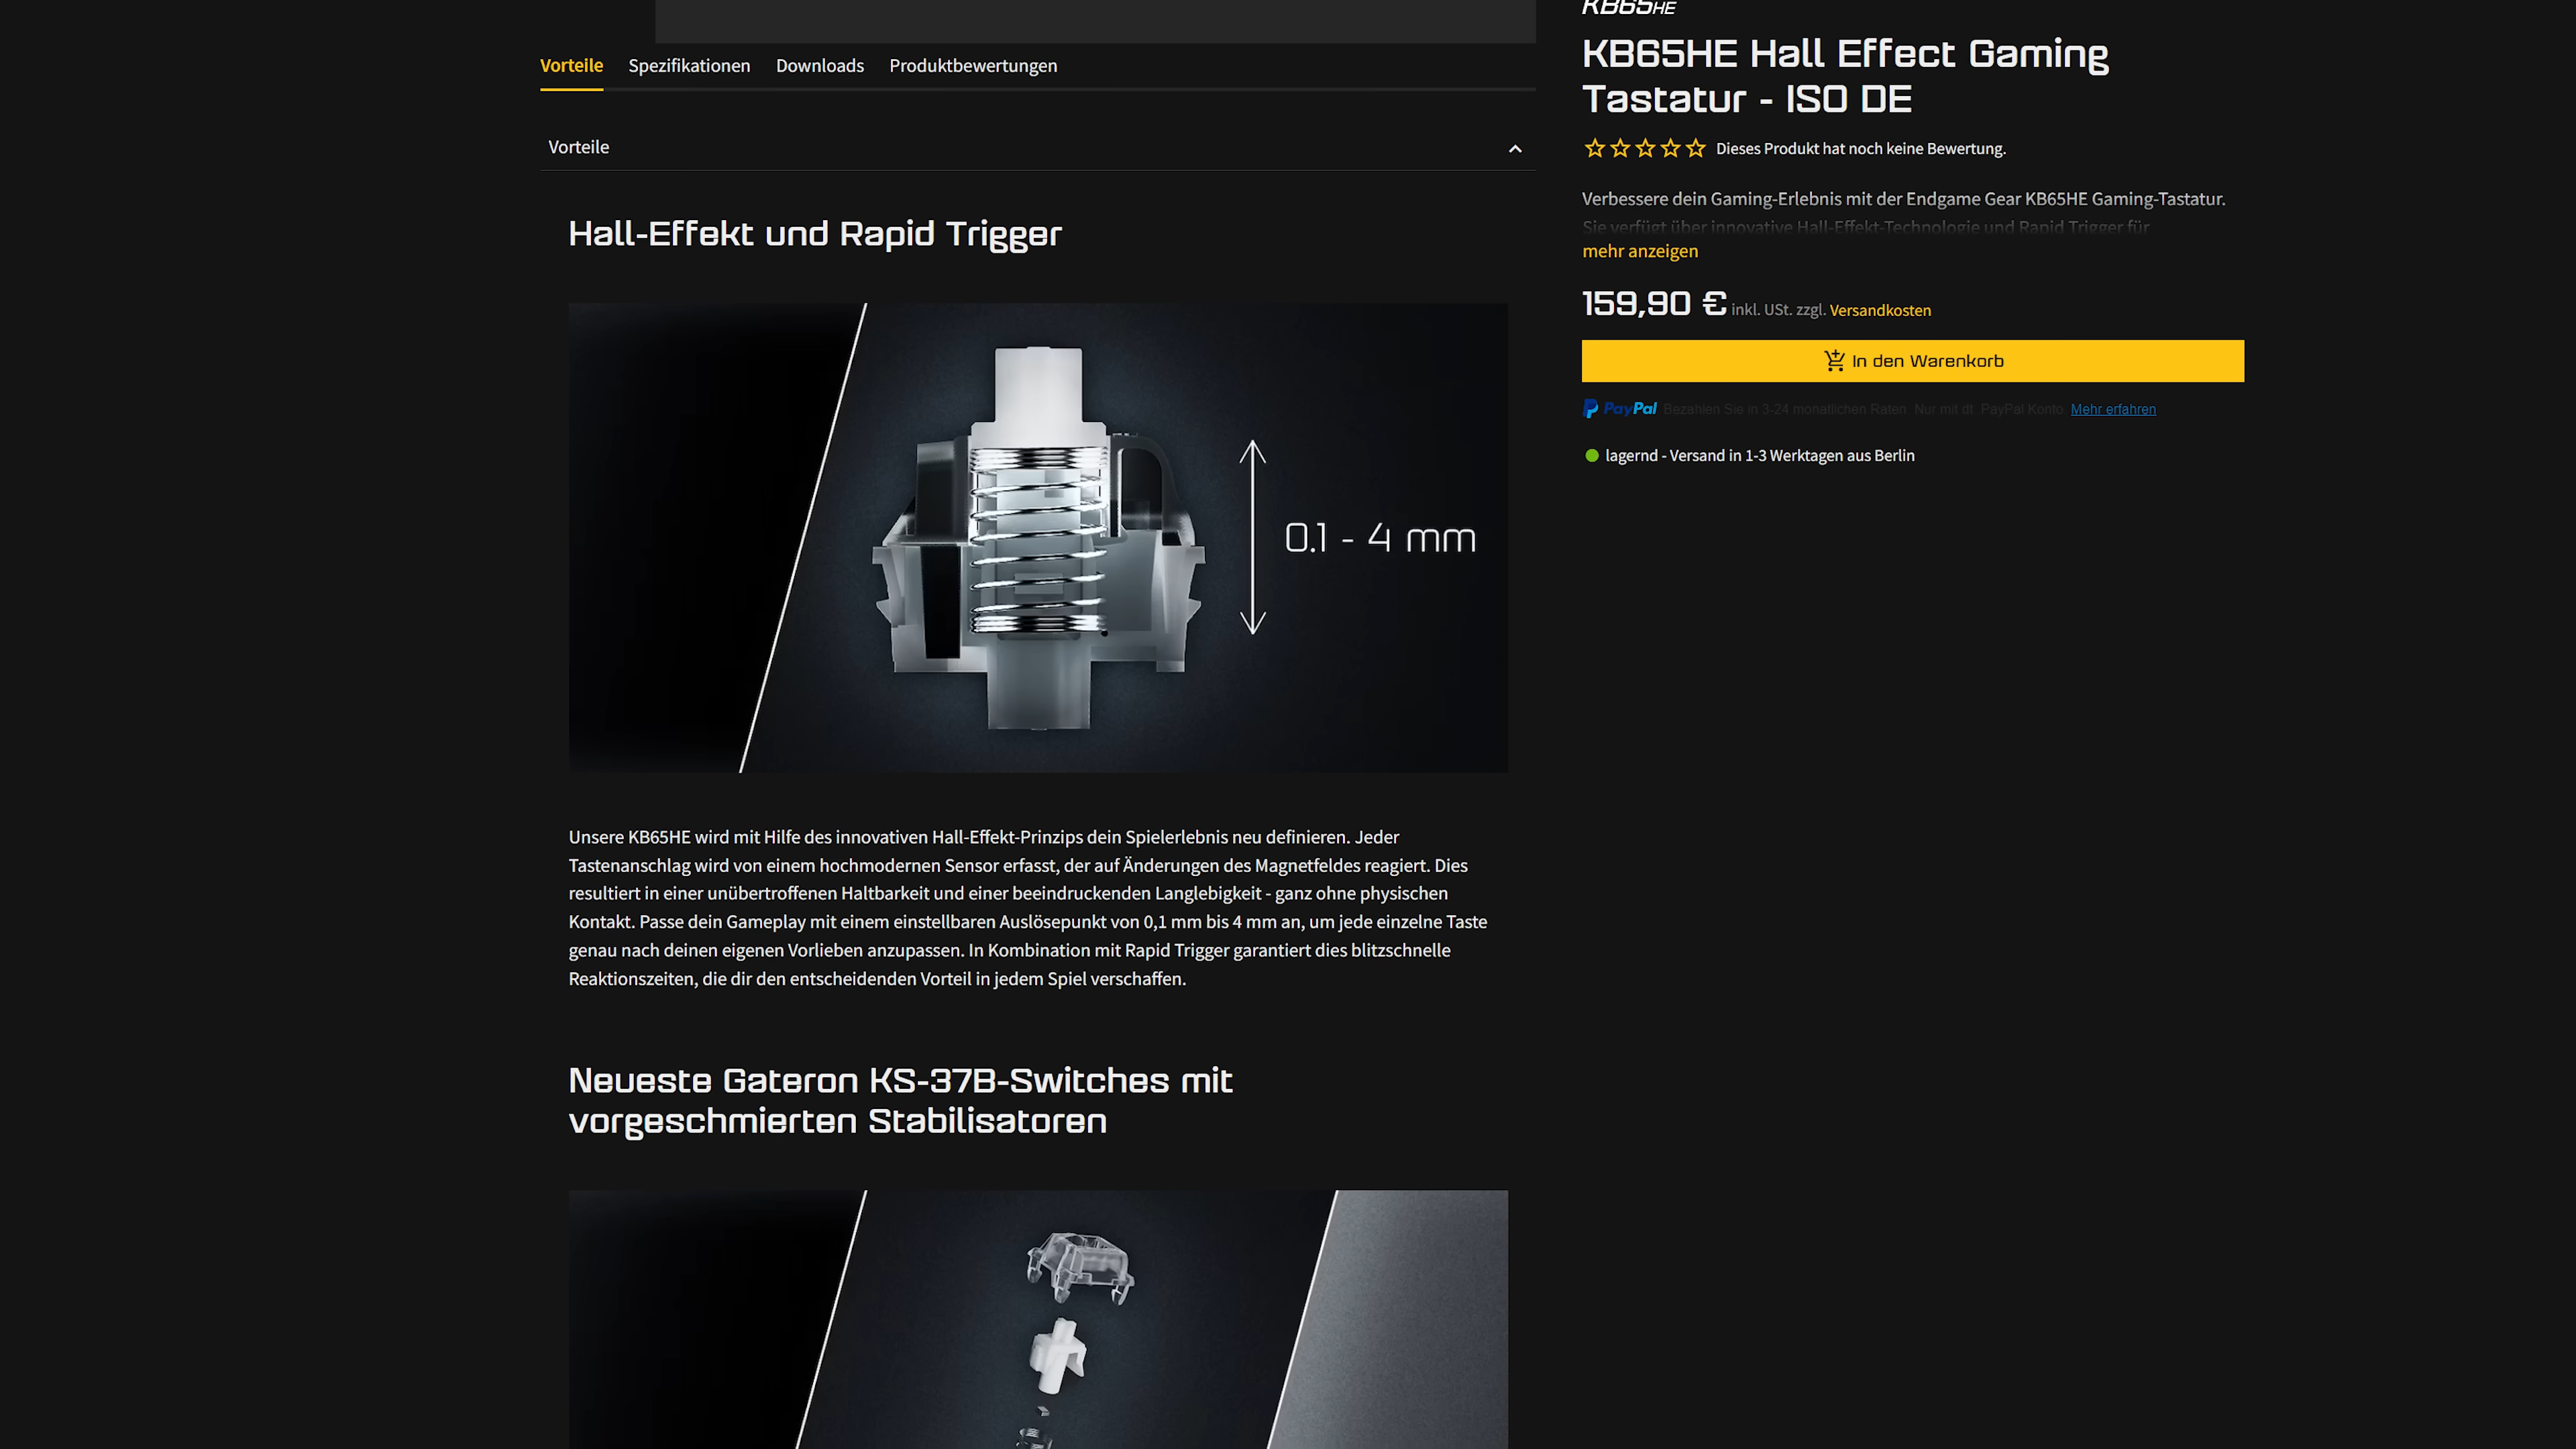 Vorteile
Spezifikationen
Downloads
Produktbewertungen
Vorteile
Hall-Effekt und Rapid Trigger
0.1 - 4 mm
Unsere KB65HE wird mit Hilfe des innovativen Hall-Effekt-Prinzips dein Spielerlebnis neu definieren. Jeder
Tastenanschlag wird von einem hochmodernen Sensor erfasst, der auf Änderungen des Magnetfeldes reagiert. Dies
resultiert in einer unübertroffenen Haltbarkeit und einer beeindruckenden Langlebigkeit - ganz ohne physischen
Kontakt. Passe dein Gameplay mit einem einstellbaren Auslösepunkt von 0,1 mm bis 4 mm an, um jede einzelne Taste
genau nach deinen eigenen Vorlieben anzupassen. In Kombination mit Rapid Trigger garantiert dies blitzschnelle
Reaktionszeiten, die dir den entscheidenden Vorteil in jedem Spiel verschaffen.
Neueste Gateron KS-37B-Switches mit
vorgeschmierten Stabilisatoren
KB65HE
KB65HE Hall Effect Gaming
Tastatur - ISO DE
Dieses Produkt hat noch keine Bewertung.
Verbessere dein Gaming-Erlebnis mit der Endgame Gear KB65HE Gaming-Tastatur.
Sie verfügt über innovative Hall-Effekt-Technologie und Rapid Trigger für
mehr anzeigen
159,90 € inkl. USt. zzgl. Versandkosten
In den Warenkorb
PayPal Bezahlen Sie in 3-24 monatlichen Raten. Nur mit dt. PayPal Konto. Mehr erfahren
lagernd - Versand in 1-3 Werktagen aus Berlin